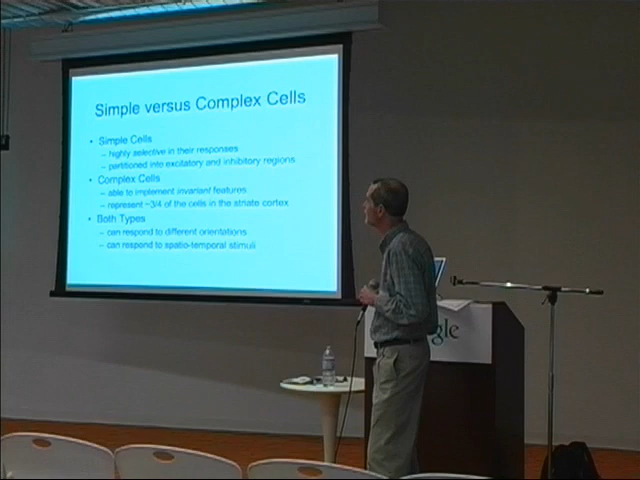 Simple versus Complex Cells
• Simple Cells
– highly selective in their responses
– partitioned into excitatory and inhibitory regions
• Complex Cells
– able to implement invariant features
– represent ~3/4 of the cells in the striate cortex
• Both Types
– can respond to different orientations
– can respond to spatio-temporal stimuli
gle